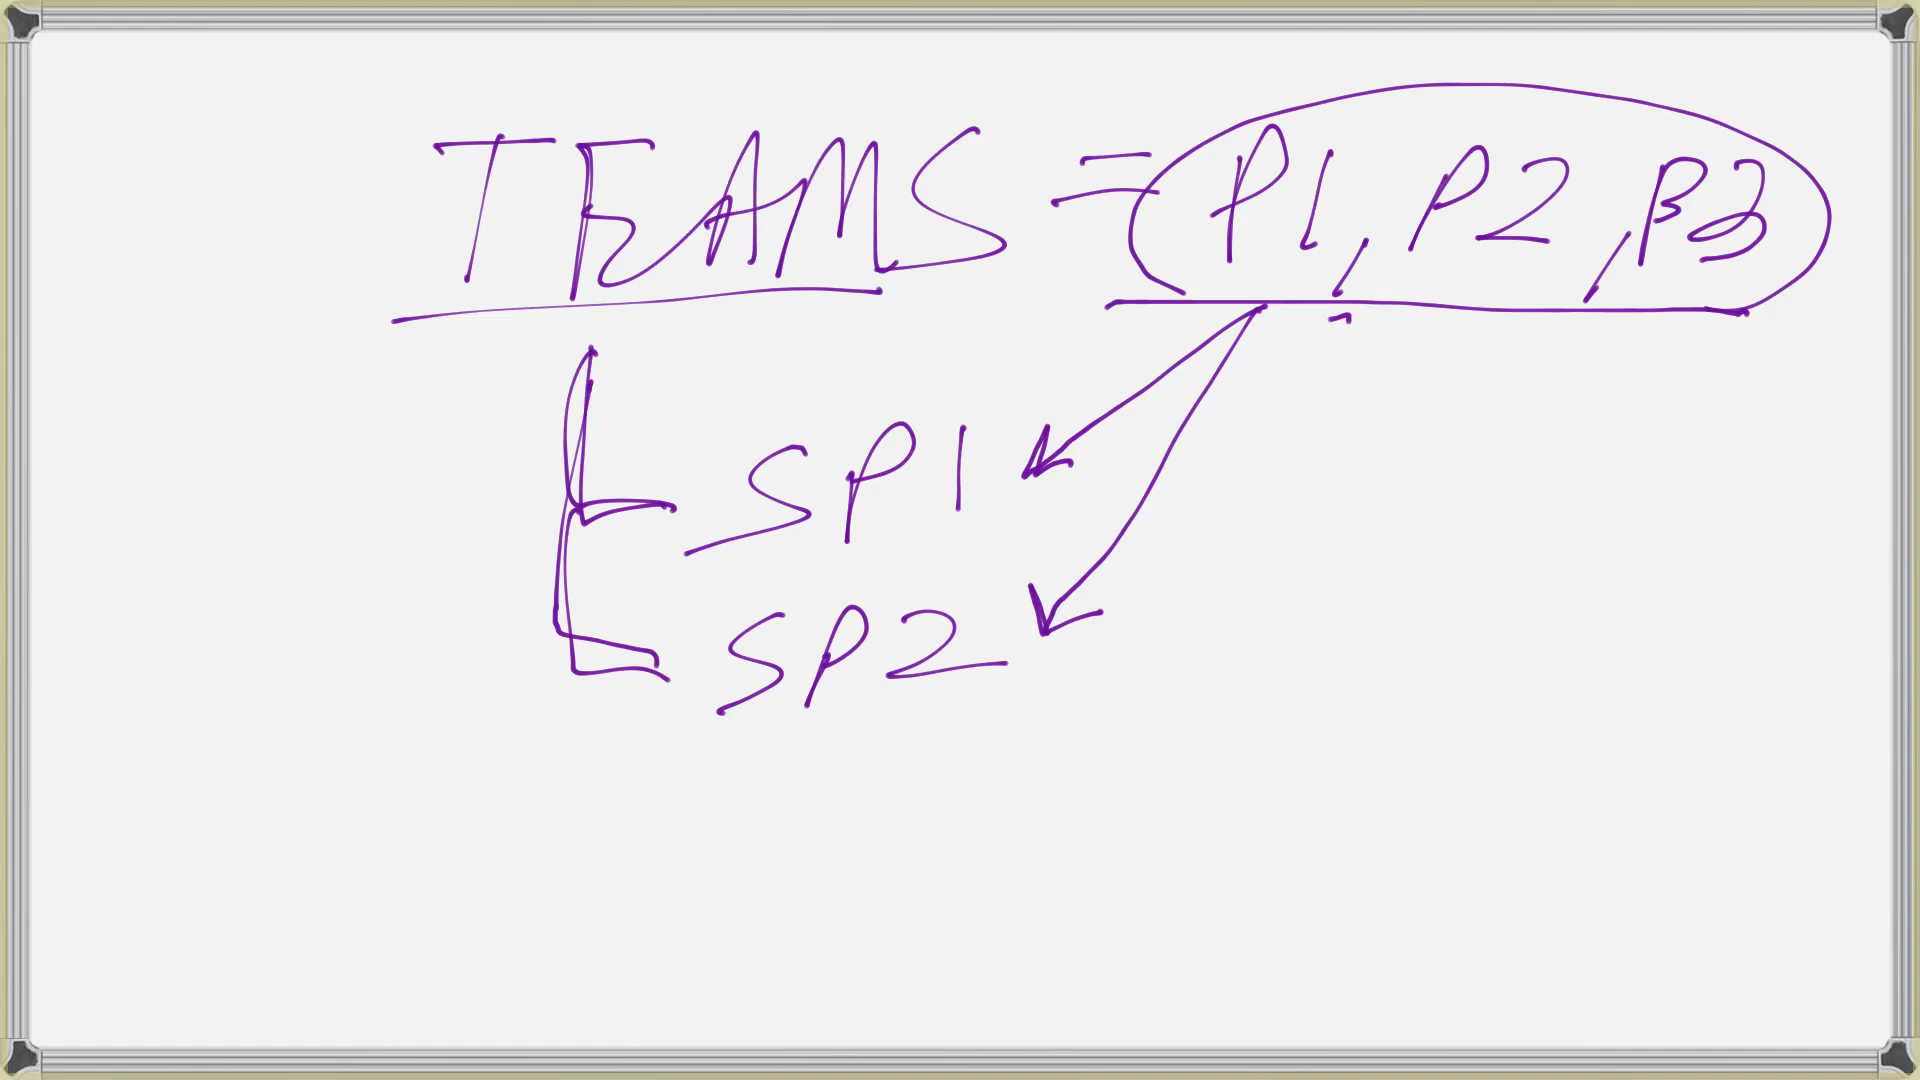 TEAMS = P1, P2, P3
SP1
SP2